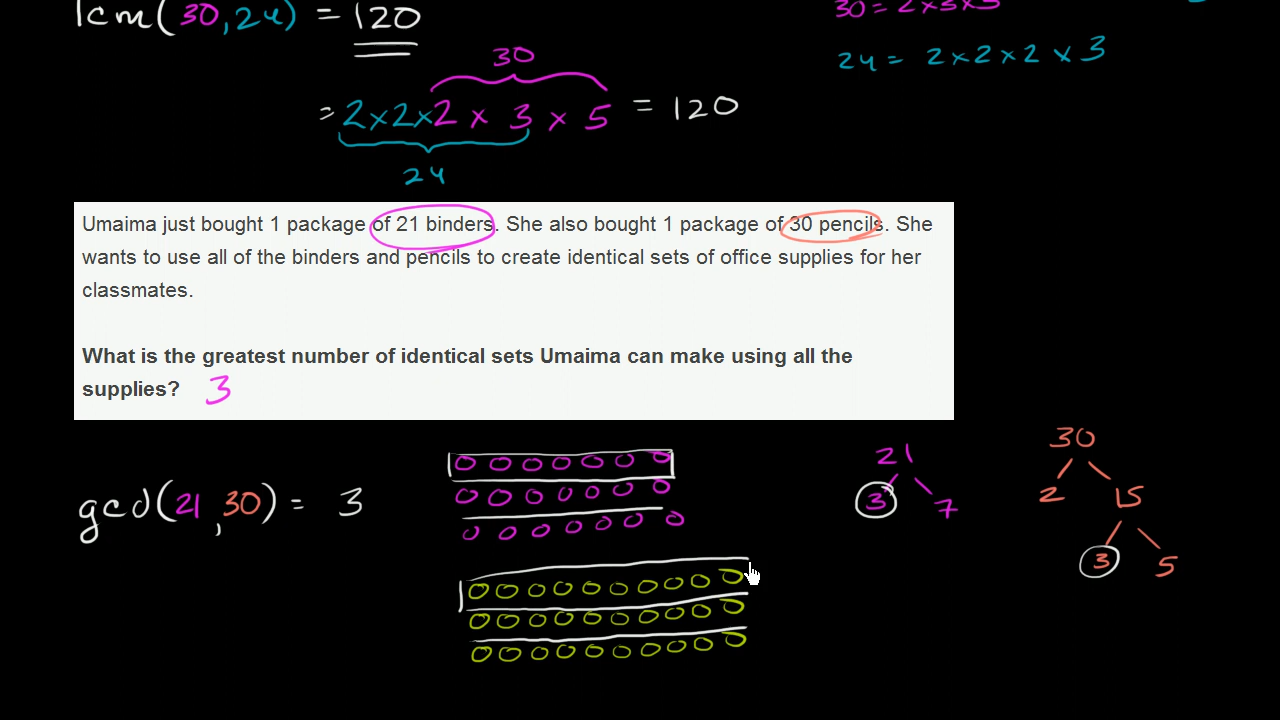 lcm(30,24) = 120
30 = 2×3×5
24 = 2×2×2×3
30
= 2×2×2×3×5 = 120
24
Umaima just bought 1 package of 21 binders. She also bought 1 package of 30 pencils. She
wants to use all of the binders and pencils to create identical sets of office supplies for her
classmates.
What is the greatest number of identical sets Umaima can make using all the
supplies? 3
gcd(21,30) = 3
21
3 7
30
2 15
3 5